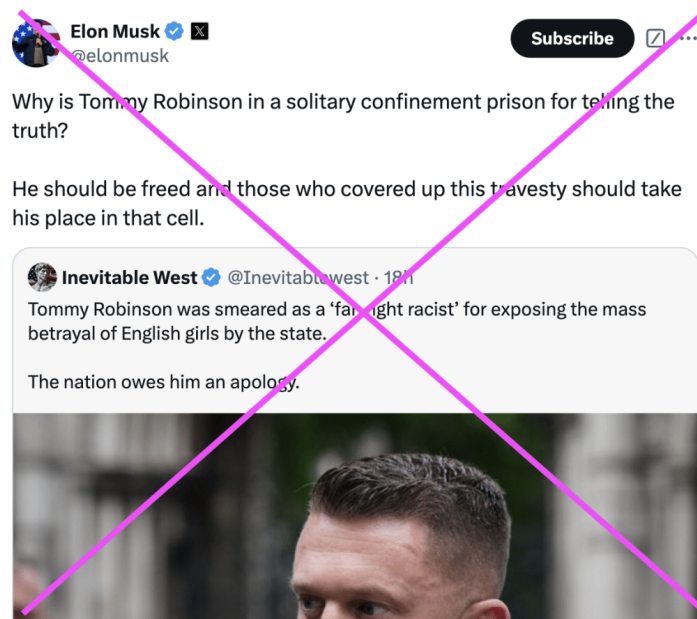 Elon Musk
Subscribe
@elonmusk
Why is Tommy Robinson in a solitary confinement prison for telling the
truth?
He should be freed and those who covered up this travesty should take
his place in that cell.
Inevitable West @Inevitablewest · 18h
Tommy Robinson was smeared as a ‘far right racist’ for exposing the mass
betrayal of English girls by the state.
The nation owes him an apology.